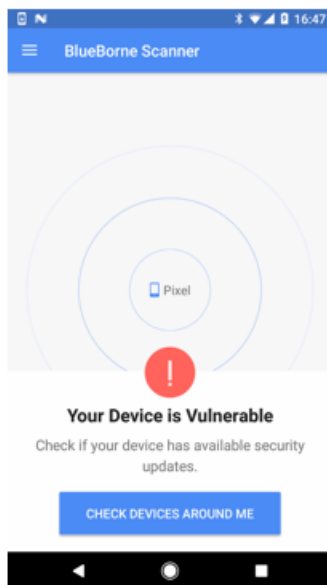 16:47
BlueBorne Scanner
Pixel
!
Your Device is Vulnerable
Check if your device has available security
updates.
CHECK DEVICES AROUND ME